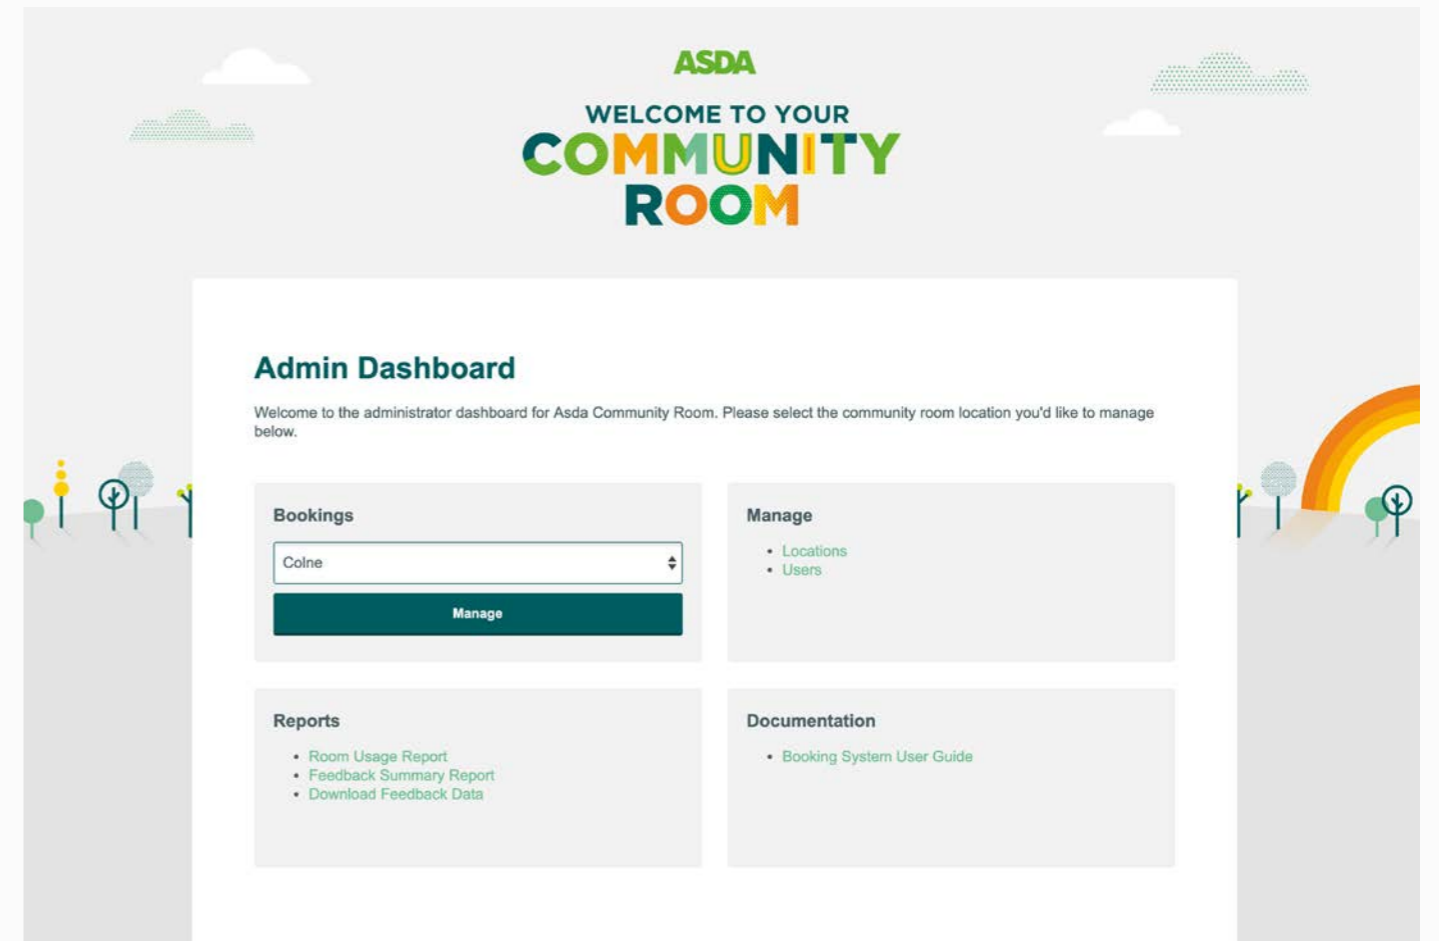 ASDA
WELCOME TO YOUR
COMMUNITY
ROOM
Admin Dashboard
Welcome to the administrator dashboard for Asda Community Room. Please select the community room location you'd like to manage
below.
Bookings
Colne
Manage
Manage
Locations
Users
Reports
Room Usage Report
Feedback Summary Report
Download Feedback Data
Documentation
Booking System User Guide